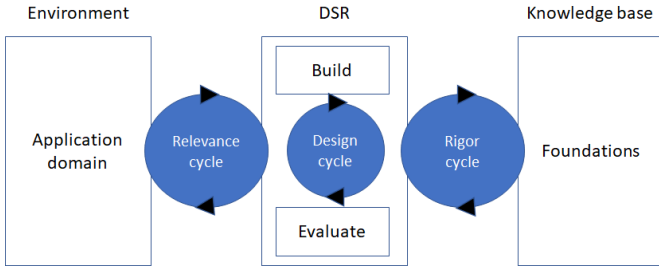 Environment
DSR
Knowledge base
Build
Application
domain
Relevance
cycle
Design
cycle
Rigor
cycle
Foundations
Evaluate